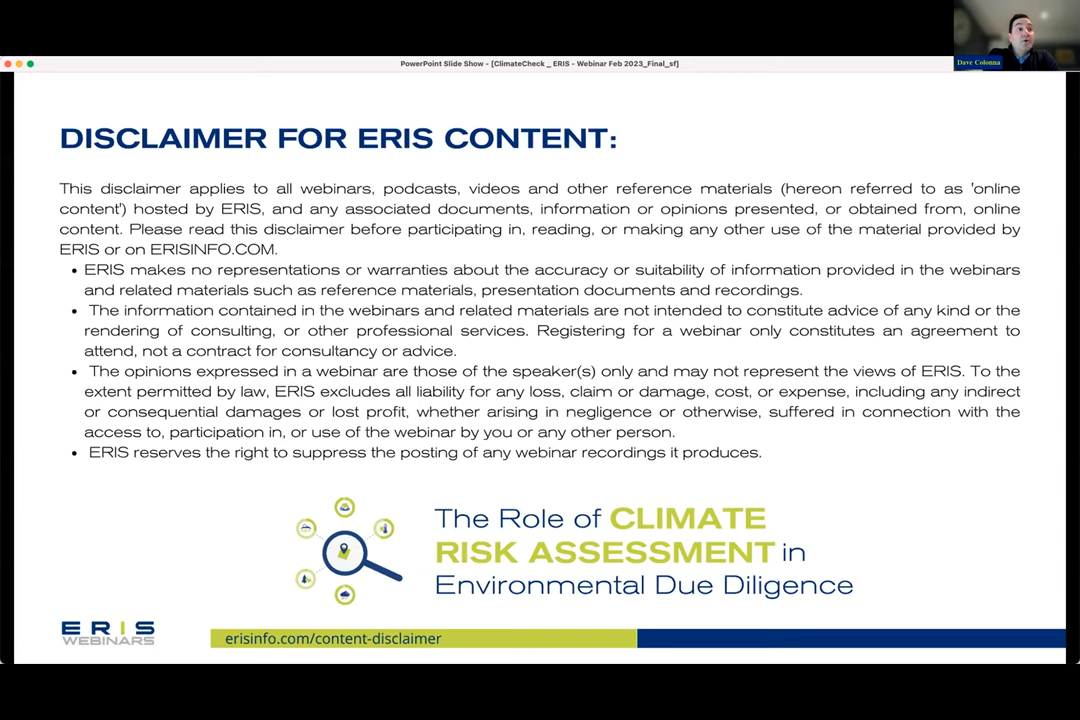 Dave Colonna
PowerPoint Slide Show - [ClimateCheck _ ERIS - Webinar Feb 2023_Final_sf]
DISCLAIMER FOR ERIS CONTENT:
This disclaimer applies to all webinars, podcasts, videos and other reference materials (hereon referred to as 'online
content') hosted by ERIS, and any associated documents, information or opinions presented, or obtained from, online
content. Please read this disclaimer before participating in, reading, or making any other use of the material provided by
ERIS or on ERISINFO.COM.
• ERIS makes no representations or warranties about the accuracy or suitability of information provided in the webinars
and related materials such as reference materials, presentation documents and recordings.
• The information contained in the webinars and related materials are not intended to constitute advice of any kind or the
rendering of consulting, or other professional services. Registering for a webinar only constitutes an agreement to
attend, not a contract for consultancy or advice.
• The opinions expressed in a webinar are those of the speaker(s) only and may not represent the views of ERIS. To the
extent permitted by law, ERIS excludes all liability for any loss, claim or damage, cost, or expense, including any indirect
or consequential damages or lost profit, whether arising in negligence or otherwise, suffered in connection with the
access to, participation in, or use of the webinar by you or any other person.
• ERIS reserves the right to suppress the posting of any webinar recordings it produces.
The Role of CLIMATE
RISK ASSESSMENT in
Environmental Due Diligence
ERIS
WEBINARS
erisinfo.com/content-disclaimer